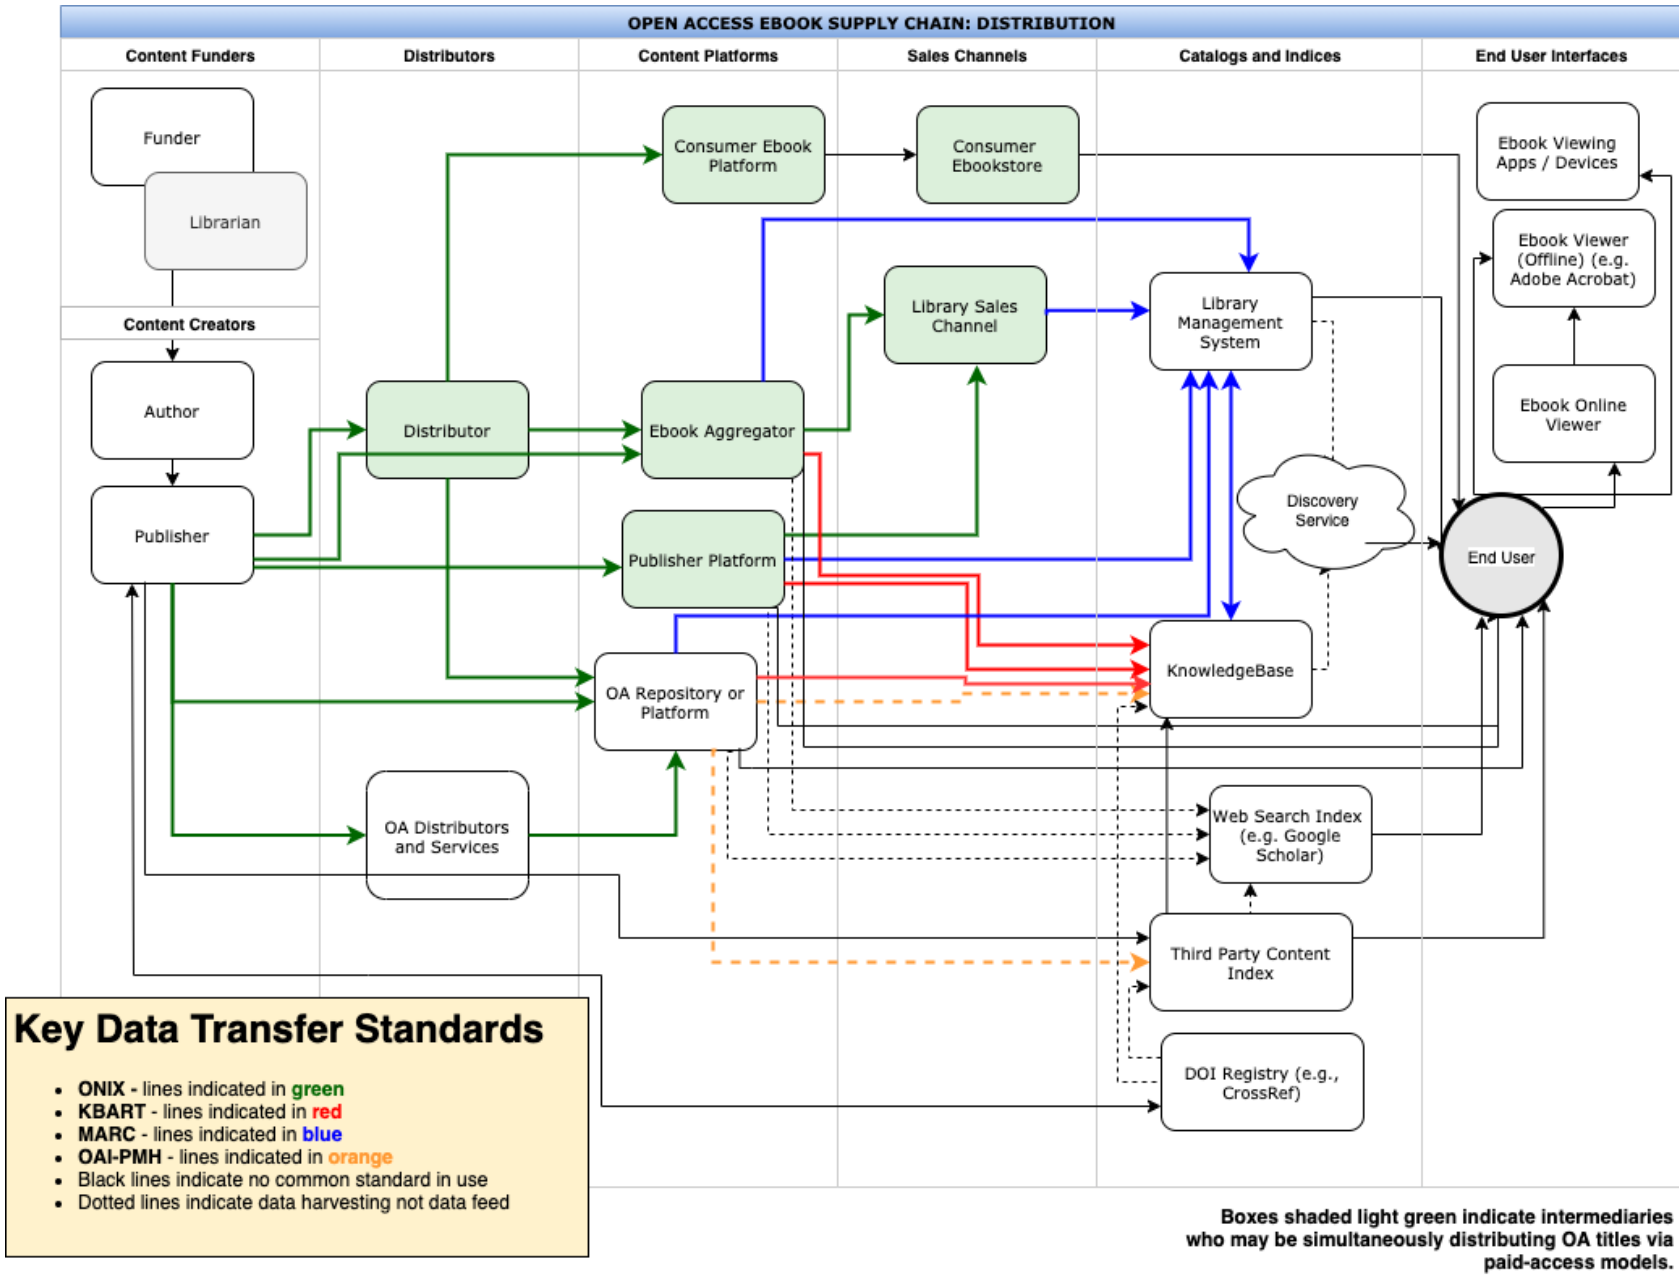 OPEN ACCESS EBOOK SUPPLY CHAIN: DISTRIBUTION
Content Funders
Distributors
Content Platforms
Sales Channels
Catalogs and Indices
End User Interfaces
Funder
Librarian
Content Creators
Author
Publisher
Distributor
OA Distributors
and Services
Consumer Ebook
Platform
Ebook Aggregator
Publisher Platform
OA Repository or
Platform
Consumer
Ebookstore
Library Sales
Channel
Library
Management
System
Discovery
Service
KnowledgeBase
Web Search Index
(e.g. Google
Scholar)
Third Party Content
Index
DOI Registry (e.g.,
CrossRef)
Ebook Viewing
Apps / Devices
Ebook Viewer
(Offline) (e.g.
Adobe Acrobat)
Ebook Online
Viewer
End User
Key Data Transfer Standards
• ONIX - lines indicated in green
• KBART - lines indicated in red
• MARC - lines indicated in blue
• OAI-PMH - lines indicated in orange
• Black lines indicate no common standard in use
• Dotted lines indicate data harvesting not data feed
Boxes shaded light green indicate intermediaries
who may be simultaneously distributing OA titles via
paid-access models.